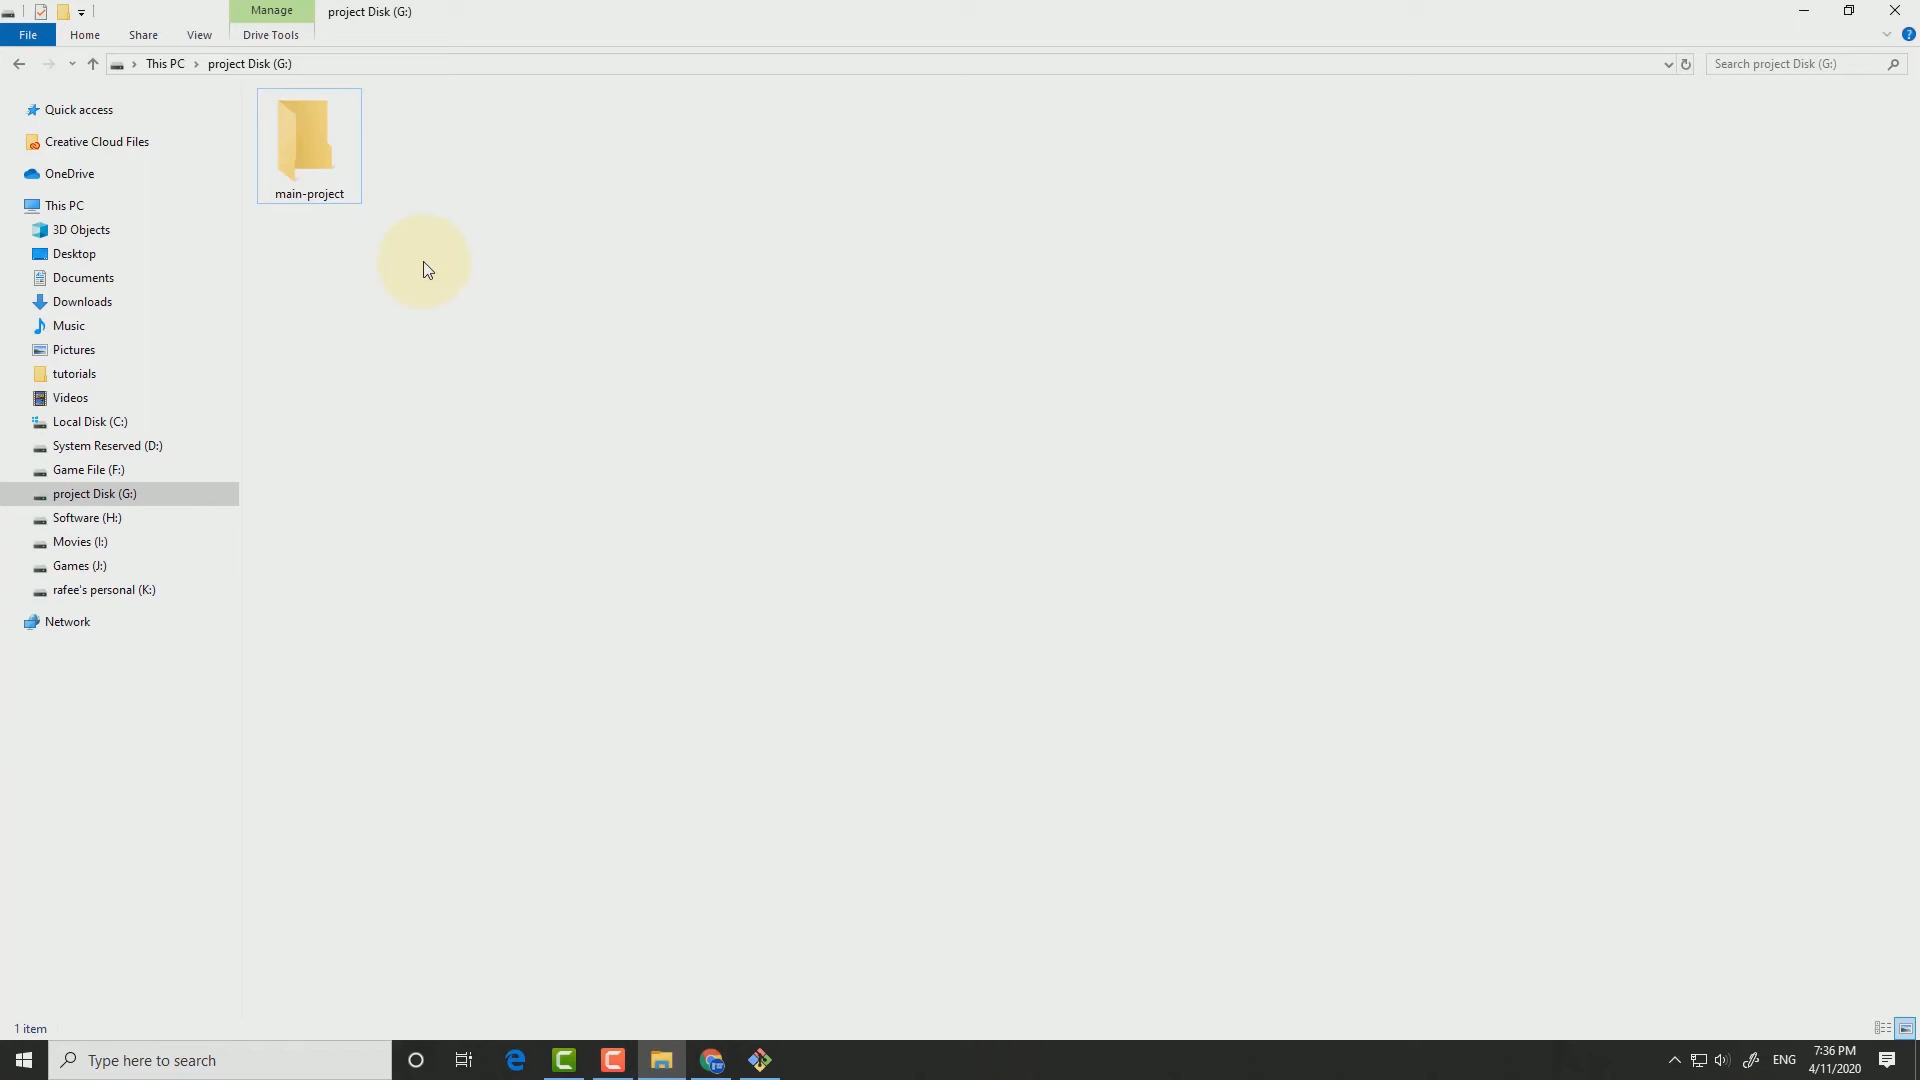 Manage
project Disk (G:)
File
Home
Share
View
Drive Tools
This PC
project Disk (G:)
Search project Disk (G:)
Quick access
Creative Cloud Files
OneDrive
This PC
3D Objects
Desktop
Documents
Downloads
Music
Pictures
tutorials
Videos
Local Disk (C:)
System Reserved (D:)
Game File (F:)
project Disk (G:)
Software (H:)
Movies (I:)
Games (J:)
rafee's personal (K:)
Network
main-project
1 item
Type here to search
ENG
7:36 PM
4/11/2020